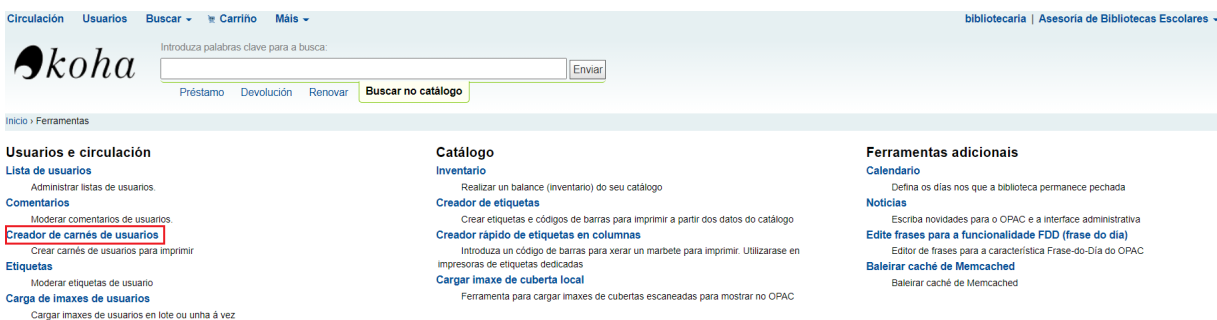 Circulación Usuarios Buscar Carriño Máis bibliotecaria | Asesoria de Bibliotecas Escolares
koha
Introduza palabras clave para a busca:
Enviar
Préstamo Devolución Renovar Buscar no catálogo
Inicio › Ferramentas
Usuarios e circulación
Lista de usuarios
Administrar listas de usuarios.
Comentarios
Moderar comentarios de usuarios.
Creador de carnés de usuarios
Crear carnés de usuarios para imprimir
Etiquetas
Moderar etiquetas de usuario
Carga de imaxes de usuarios
Cargar imaxes de usuarios en lote ou unha á vez
Catálogo
Inventario
Realizar un balance (inventario) do seu catálogo
Creador de etiquetas
Crear etiquetas e códigos de barras para imprimir a partir dos datos do catálogo
Creador rápido de etiquetas en columnas
Introduza un código de barras para xerar un marbete para imprimir. Utilizarase en
impresoras de etiquetas dedicadas
Cargar imaxe de cuberta local
Ferramenta para cargar imaxes de cubertas escaneadas para mostrar no OPAC
Ferramentas adicionais
Calendario
Defina os días nos que a biblioteca permanece pechada
Noticias
Escriba novidades para o OPAC e a interface administrativa
Edite frases para a funcionalidade FDD (frase do día)
Editor de frases para a característica Frase-do-Día do OPAC
Baleirar caché de Memcached
Baleirar caché de Memcached